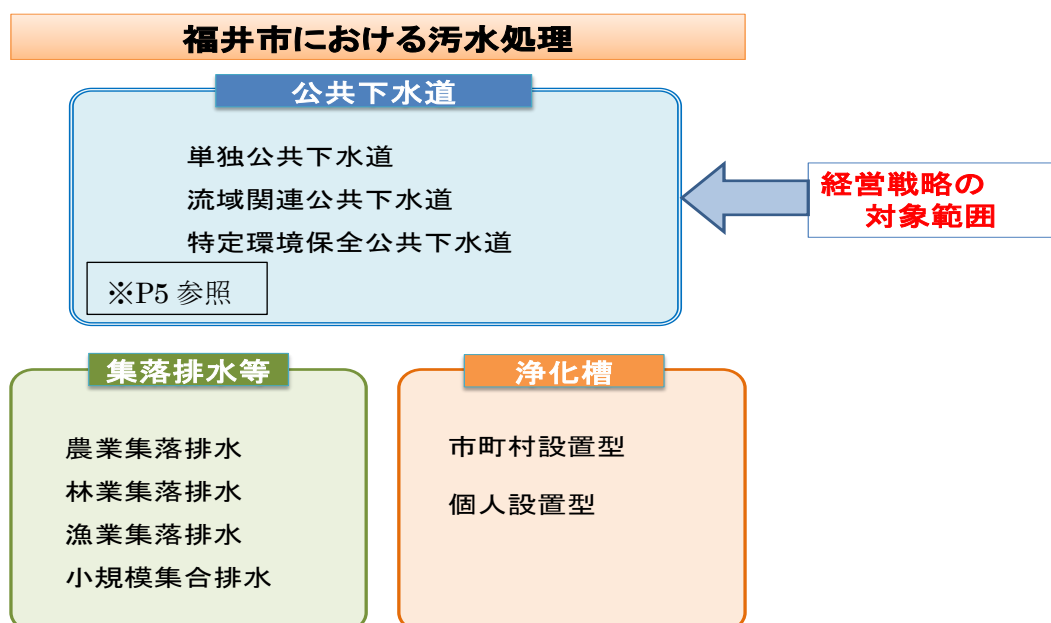 福井市における汚水処理
公共下水道
単独公共下水道
流域関連公共下水道
特定環境保全公共下水道
※P5 参照
経営戦略の
対象範囲
集落排水等
農業集落排水
林業集落排水
漁業集落排水
小規模集合排水
浄化槽
市町村設置型
個人設置型